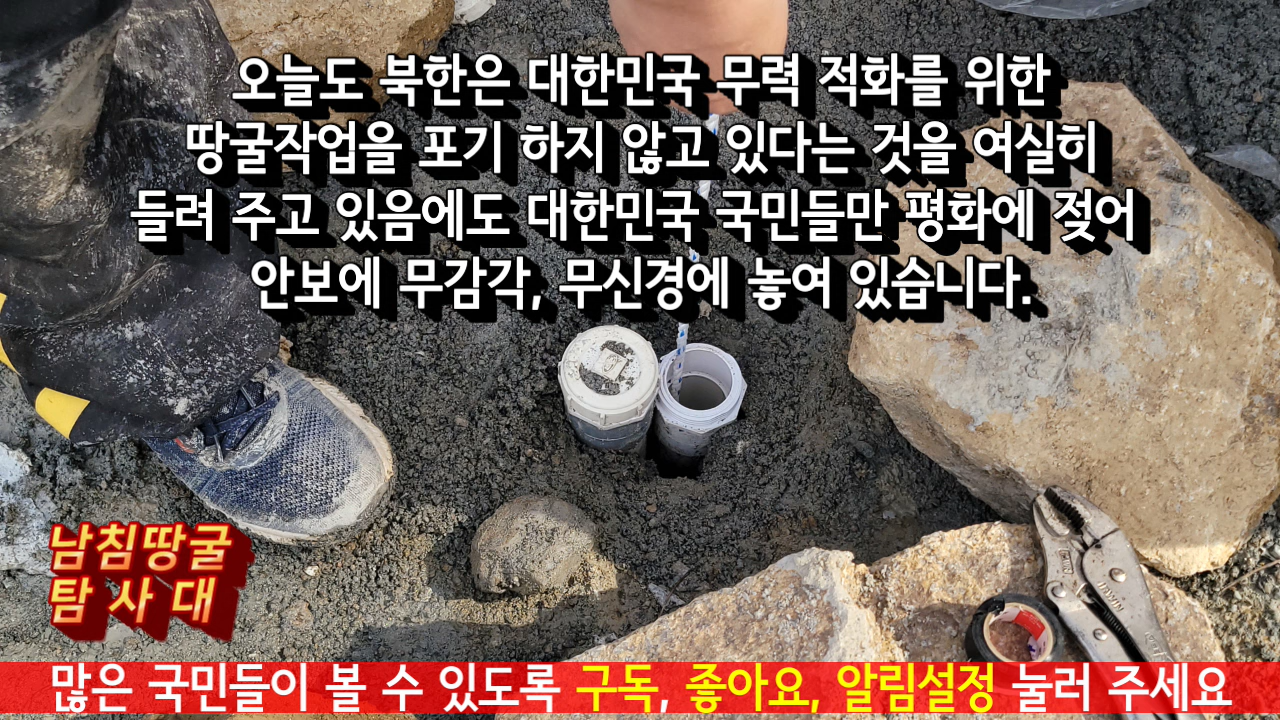 오늘도 북한은 대한민국 무력 적화를 위한
땅굴작업을 포기 하지 않고 있다는 것을 여실히
들려 주고 있음에도 대한민국 국민들만 평화에 젖어
안보에 무감각, 무신경에 놓여 있습니다.
남침땅굴
탐사대
많은 국민들이 볼 수 있도록 구독, 좋아요, 알림설정 눌러 주세요